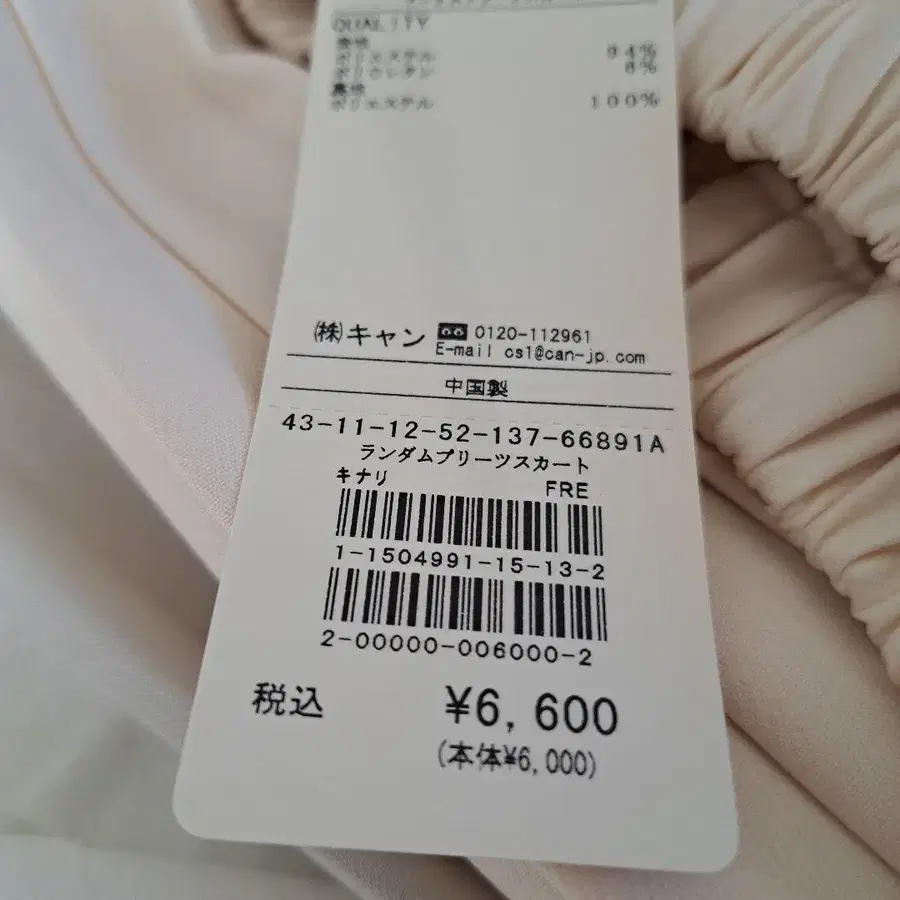 QUALITY
表地
ポリエステル 94%
ポリウレタン 6%
裏地
ポリエステル 100%
㈱キャン 0120-112961
E-mail cs1@can-jp.com
中国製
43-11-12-52-137-66891A
ランダムプリーツスカート
キナリ FRE
1-1504991-15-13-2
2-00000-006000-2
税込 ¥6,600
(本体¥6,000)